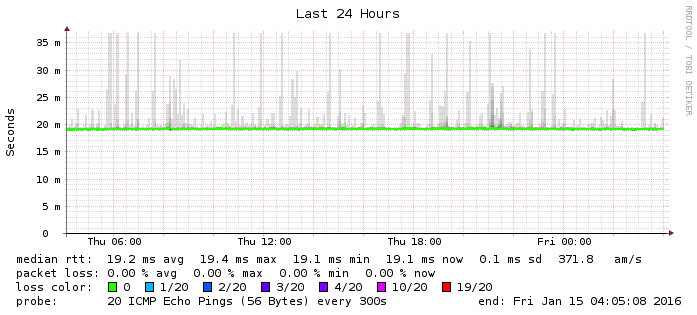 Last 24 Hours
RRDTOOL / TOBI OETIKER
Seconds
35 m
30 m
25 m
20 m
15 m
10 m
5 m
0
Thu 06:00 Thu 12:00 Thu 18:00 Fri 00:00
median rtt: 19.2 ms avg 19.4 ms max 19.1 ms min 19.1 ms now 0.1 ms sd 371.8 am/s
packet loss: 0.00 % avg 0.00 % max 0.00 % min 0.00 % now
loss color: 0 1/20 2/20 3/20 4/20 10/20 19/20
probe: 20 ICMP Echo Pings (56 Bytes) every 300s end: Fri Jan 15 04:05:08 2016